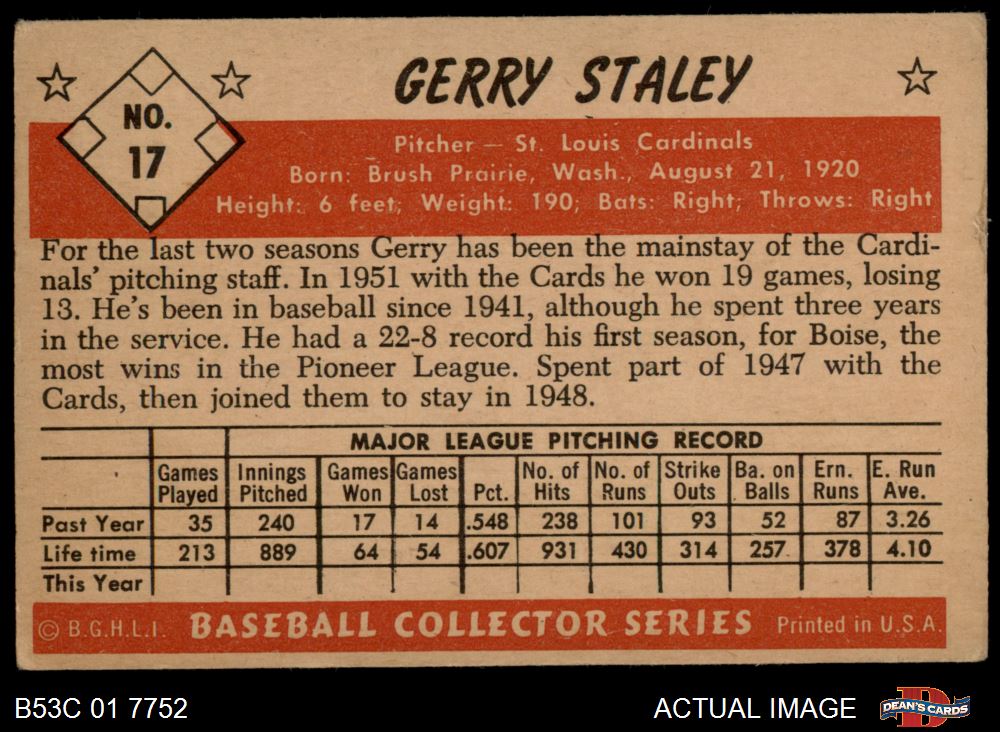 GERRY STALEY
NO.
17
Pitcher — St. Louis Cardinals
Born: Brush Prairie, Wash., August 21, 1920
Height: 6 feet; Weight: 190; Bats: Right; Throws: Right
For the last two seasons Gerry has been the mainstay of the Cardi-
nals' pitching staff. In 1951 with the Cards he won 19 games, losing
13. He's been in baseball since 1941, although he spent three years
in the service. He had a 22-8 record his first season, for Boise, the
most wins in the Pioneer League. Spent part of 1947 with the
Cards, then joined them to stay in 1948.
MAJOR LEAGUE PITCHING RECORD
Games Innings Games Games No. of No. of Strike Ba. on Ern. E. Run
Played Pitched Won Lost Pct. Hits Runs Outs Balls Runs Ave.
Past Year 35 240 17 14 .548 238 101 93 52 87 3.26
Life time 213 889 64 54 .607 931 430 314 257 378 4.10
This Year
© B.G.H.L.I. BASEBALL COLLECTOR SERIES Printed in U.S.A.
B53C 01 7752 ACTUAL IMAGE DEAN'S CARDS